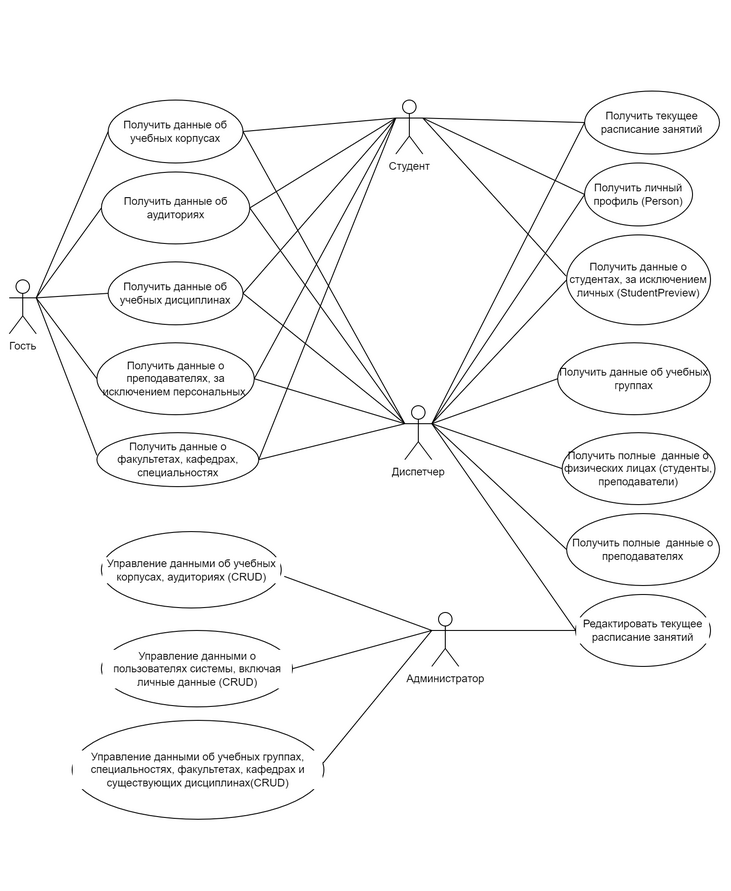 Получить данные об
учебных корпусах
Получить данные об
аудиториях
Получить данные об
учебных дисциплинах
Получить данные о
преподавателях, за
исключением персональных
Получить данные о
факультетах, кафедрах,
специальностях
Гость
Студент
Диспетчер
Получить текущее
расписание занятий
Получить личный
профиль (Person)
Получить данные о
студентах, за исключением
личных (StudentPreview)
Получить данные об учебных
группах
Получить полные  данные о
физических лицах (студенты,
преподаватели)
Получить полные  данные о
преподавателях
Редактировать текущее
расписание занятий
Управление данными об учебных
корпусах, аудиториях (CRUD)
Управление данными о
пользователях системы, включая
личные данные (CRUD)
Управление данными об учебных группах,
специальностях, факультетах, кафедрах и
существующих дисциплинах(CRUD)
Администратор